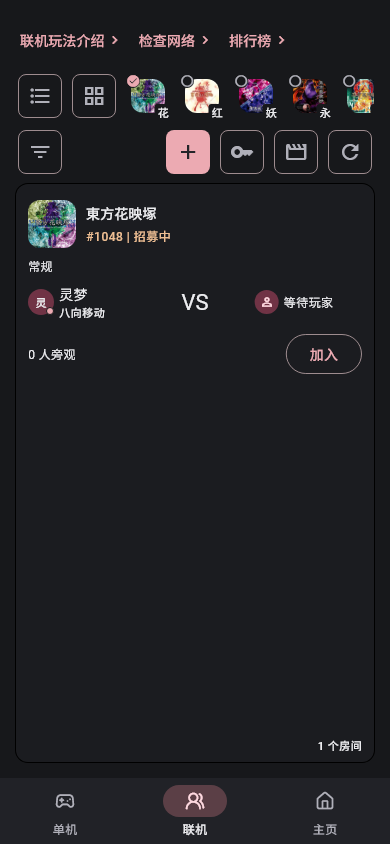 联机玩法介绍 检查网络 排行榜
花 红 妖 永
東方花映塚
#1048 | 招募中
常规
灵 灵梦
八向移动
VS
等待玩家
0 人旁观
加入
1 个房间
单机 联机 主页